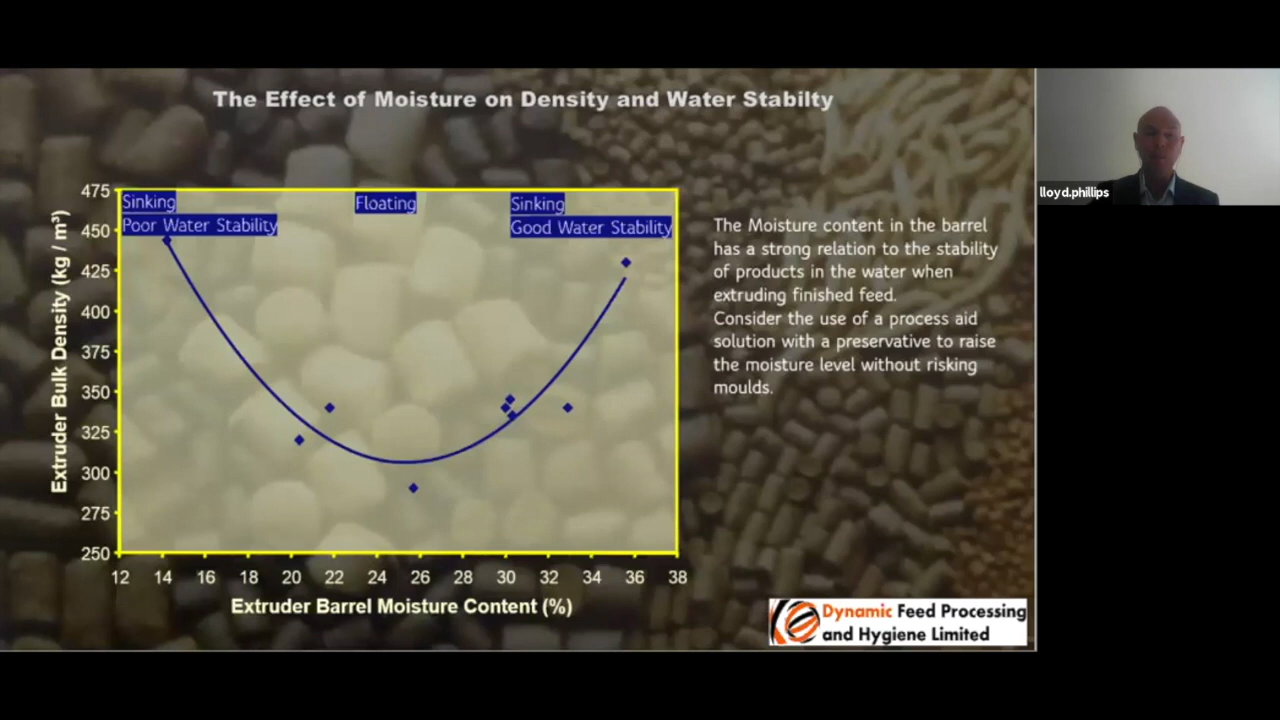 The Effect of Moisture on Density and Water Stabilty
lloyd.phillips
475
450
425
400
375
350
325
300
275
250
Extruder Bulk Density (kg / m³)
Sinking
Poor Water Stability
Floating
Sinking
Good Water Stability
12 14 16 18 20 22 24 26 28 30 32 34 36 38
Extruder Barrel Moisture Content (%)
The Moisture content in the barrel
has a strong relation to the stability
of products in the water when
extruding finished feed.
Consider the use of a process aid
solution with a preservative to raise
the moisture level without risking
moulds.
Dynamic Feed Processing
and Hygiene Limited